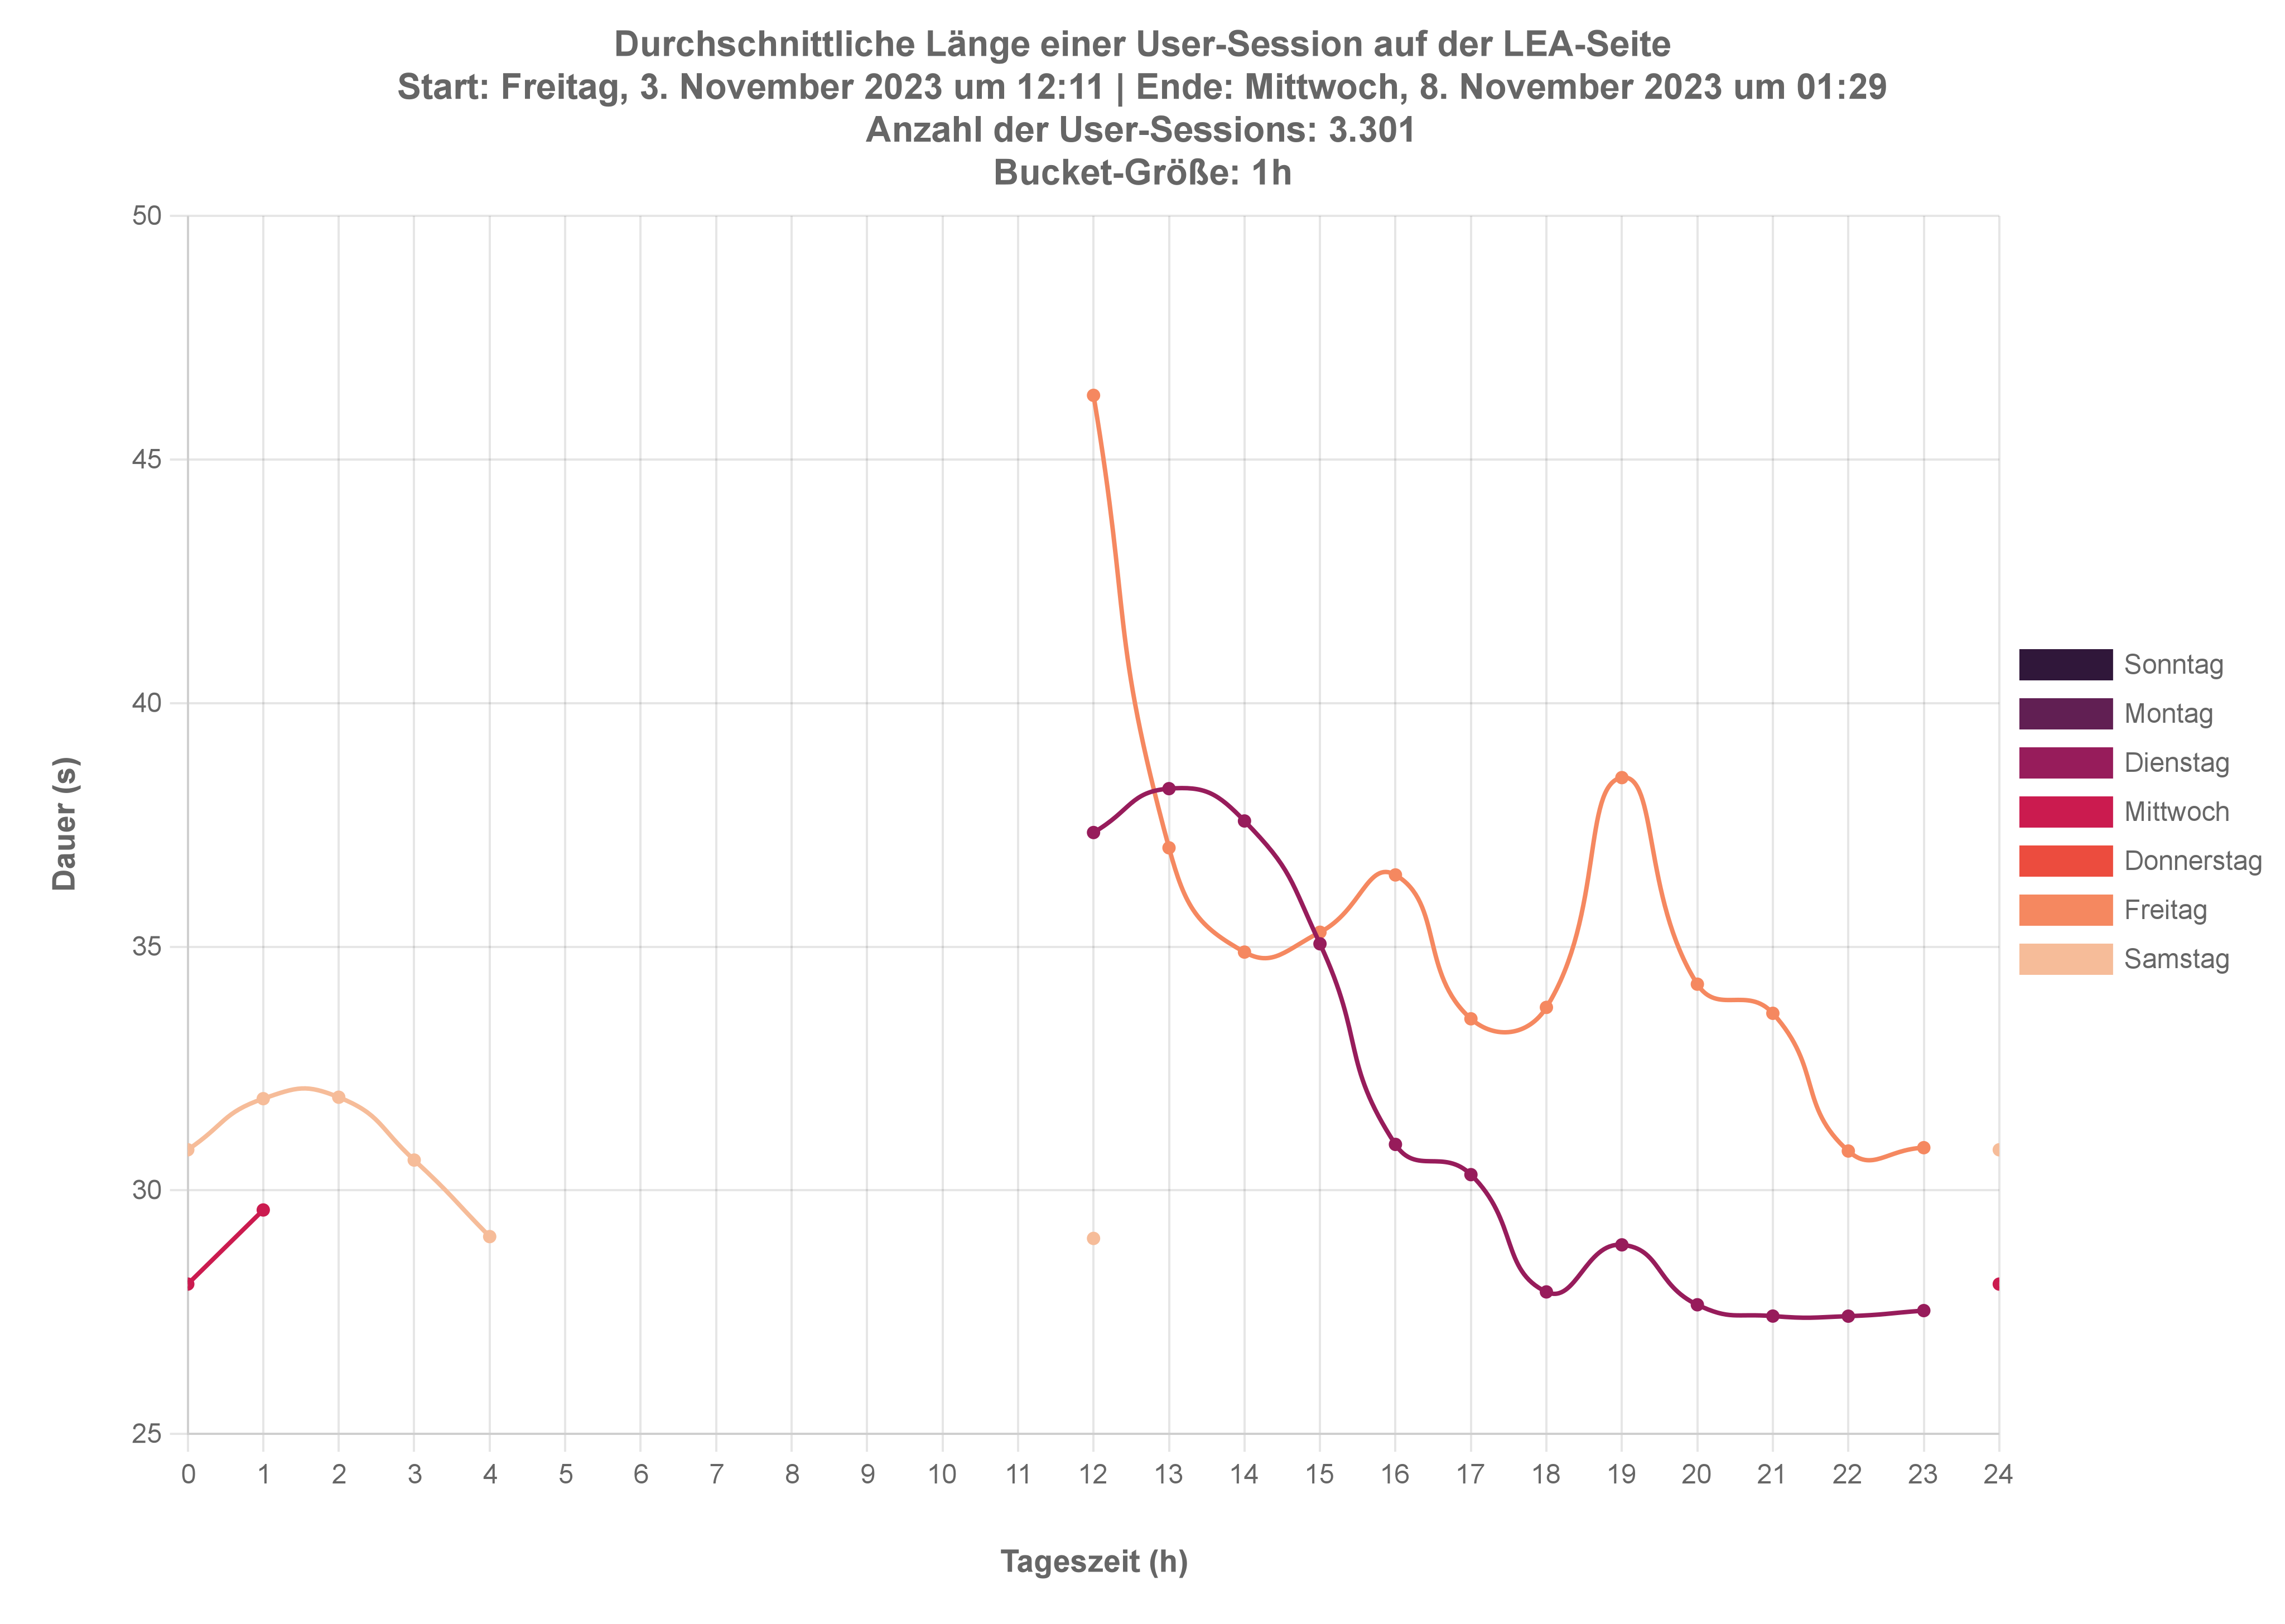 Durchschnittliche Länge einer User-Session auf der LEA-Seite
Start: Freitag, 3. November 2023 um 12:11 | Ende: Mittwoch, 8. November 2023 um 01:29
Anzahl der User-Sessions: 3.301
Bucket-Größe: 1h
50
45
40
35
30
25
Dauer (s)
0 1 2 3 4 5 6 7 8 9 10 11 12 13 14 15 16 17 18 19 20 21 22 23 24
Tageszeit (h)
Sonntag
Montag
Dienstag
Mittwoch
Donnerstag
Freitag
Samstag